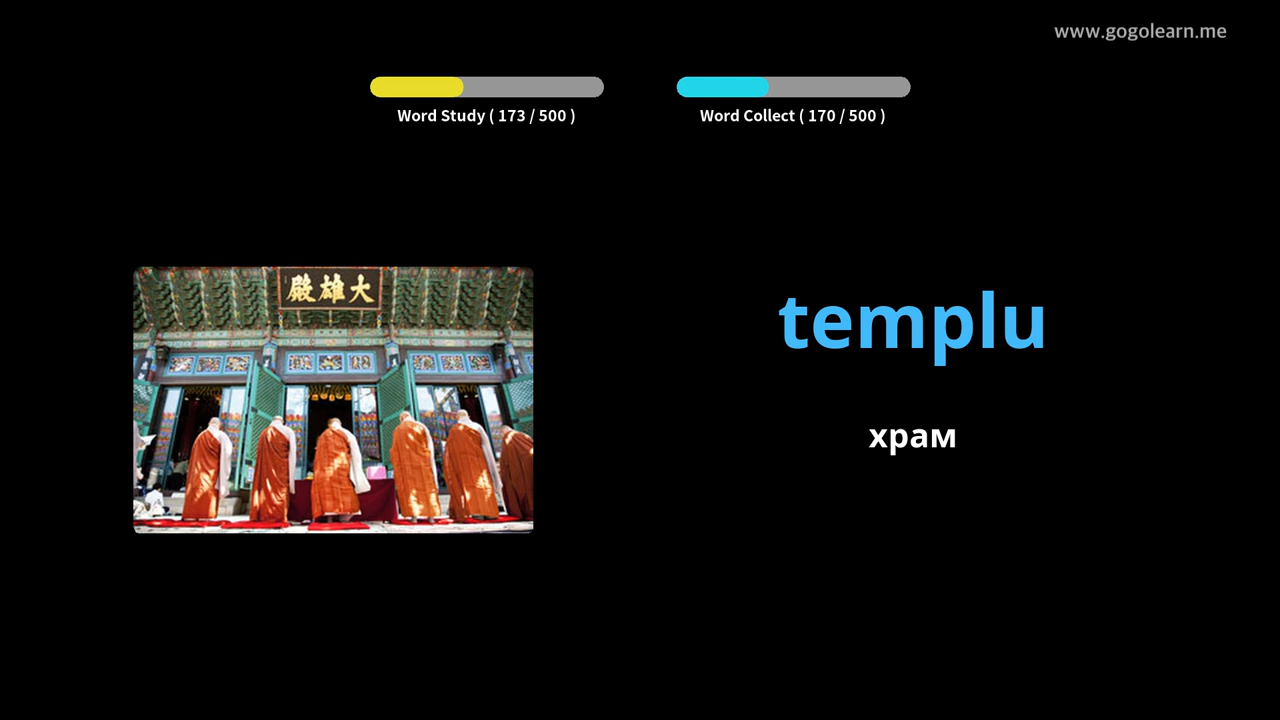 www.gogolearn.me
Word Study ( 173 / 500 )
Word Collect ( 170 / 500 )
殿雄大
templu
храм